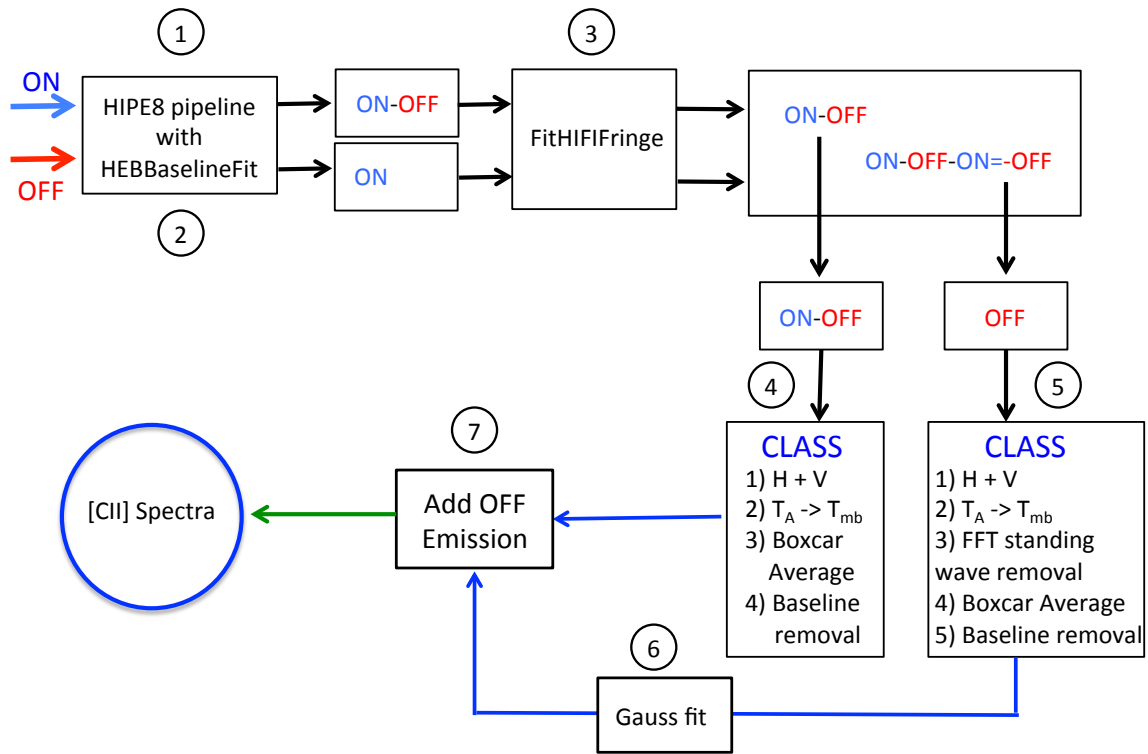 1
3
ON
HIPE8 pipeline
with
HEBBaselineFit
OFF
2
ON-OFF
ON
FitHIFIFringe
ON-OFF
ON-OFF-ON=-OFF
ON-OFF
OFF
4
5
7
CLASS
1) H + V
2) TA -> Tmb
3) Boxcar
Average
4) Baseline
removal
CLASS
1) H + V
2) TA -> Tmb
3) FFT standing
wave removal
4) Boxcar Average
5) Baseline removal
Add OFF
Emission
[CII] Spectra
6
Gauss fit